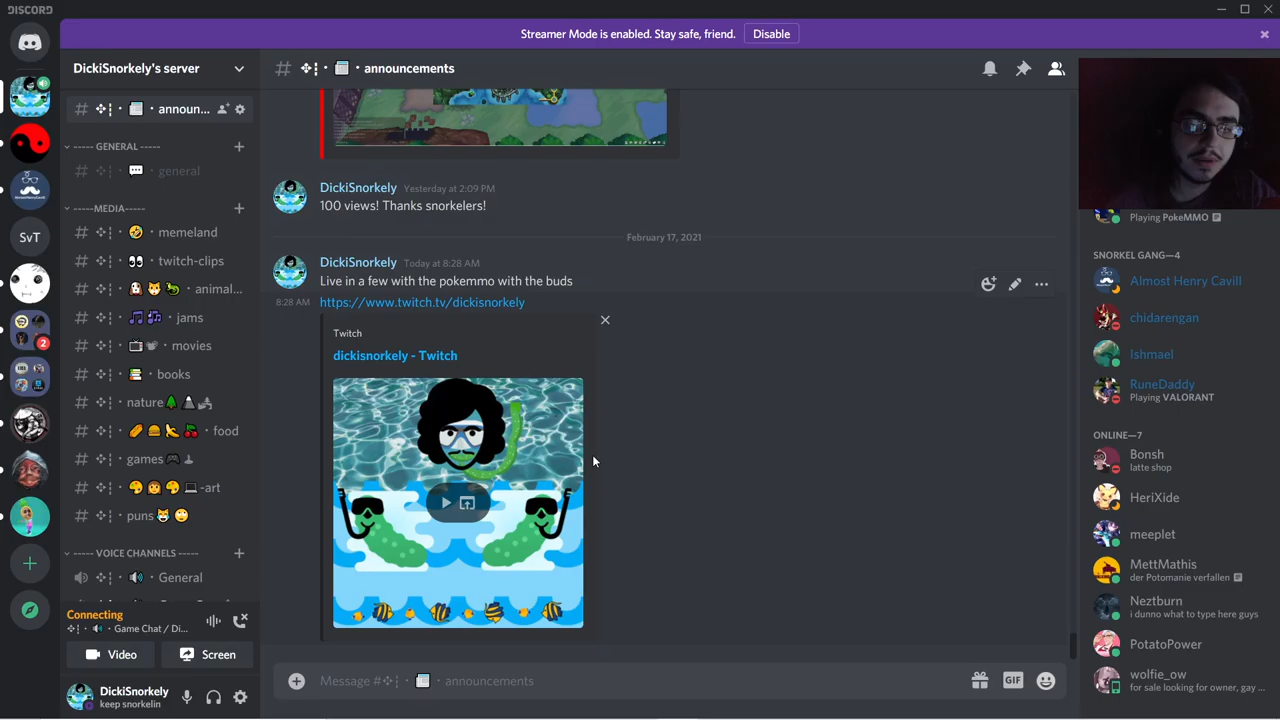 DISCORD
Streamer Mode is enabled. Stay safe, friend.
Disable
DickiSnorkely's server
announcements
announ...
----- GENERAL -----
general
-----MEDIA-----
memeland
twitch-clips
animal...
jams
movies
books
nature
food
games
-art
puns
----- VOICE CHANNELS -----
General
Connecting
Game Chat / Di...
Video
Screen
DickiSnorkely
keep snorkelin
SvT
2
DickiSnorkely Yesterday at 2:09 PM
100 views! Thanks snorkelers!
February 17, 2021
DickiSnorkely Today at 8:28 AM
Live in a few with the pokemmo with the buds
8:28 AM https://www.twitch.tv/dickisnorkely
Twitch
dickisnorkely - Twitch
Message # announcements
GIF
Playing PokeMMO
SNORKEL GANG—4
Almost Henry Cavill
chidarengan
Ishmael
RuneDaddy
Playing VALORANT
ONLINE—7
Bonsh
latte shop
HeriXide
meeplet
MettMathis
der Potomanie verfallen
Neztburn
i dunno what to type here guys
PotatoPower
wolfie_ow
for sale looking for owner, gay ...